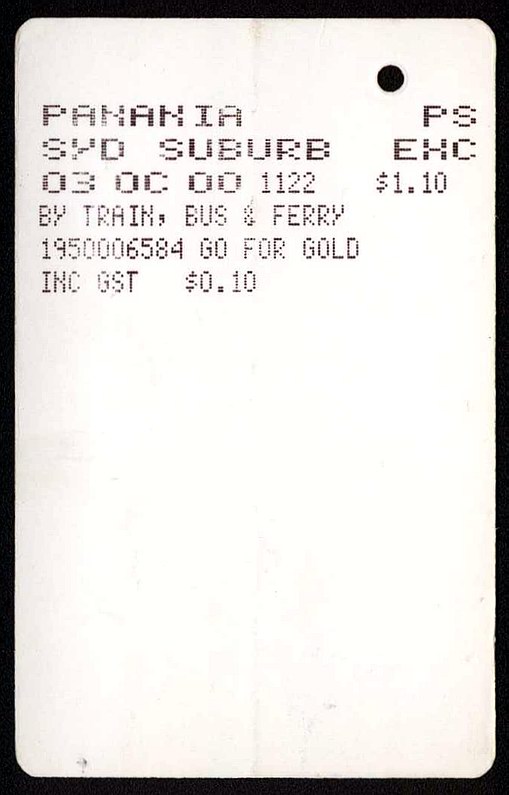 PANANIA PS
SYD SUBURB EXC
03 OC 00 1122 $1.10
BY TRAIN, BUS & FERRY
1950006584 GO FOR GOLD
INC GST $0.10